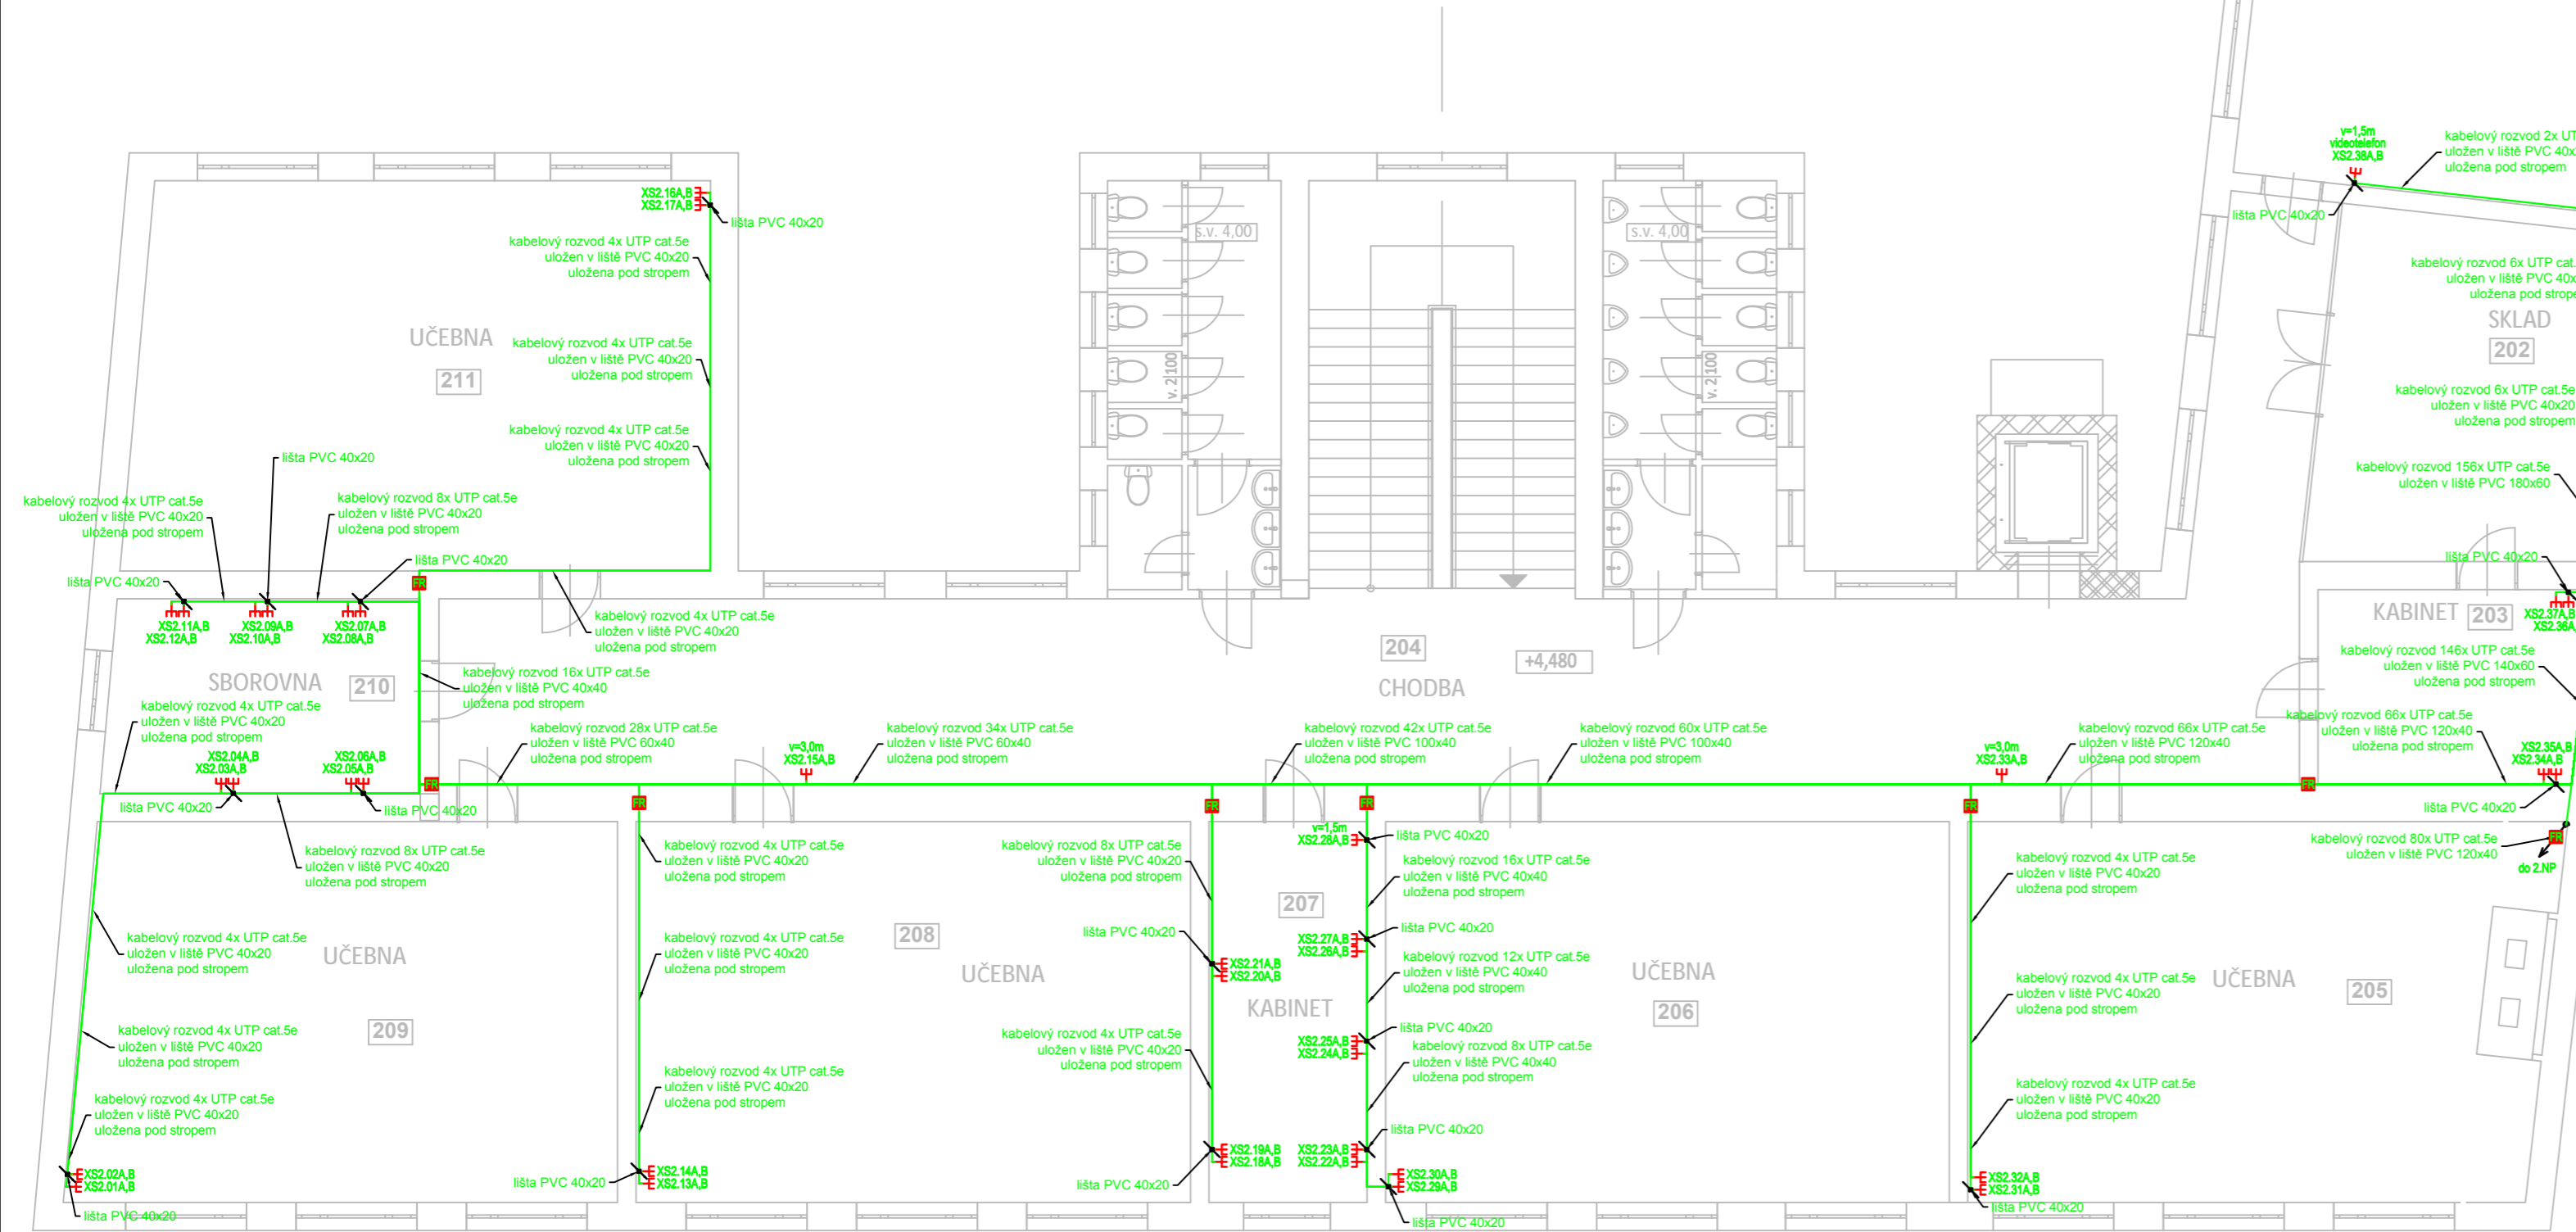 v=1,5m
videotelefon
XS2.38A,B
kabelový rozvod 2x UT
uložen v liště PVC 40x
uložena pod stropem
lišta PVC 40x20
XS2.16A,B
XS2.17A,B
lišta PVC 40x20
kabelový rozvod 4x UTP cat.5e
uložen v liště PVC 40x20
uložena pod stropem
s.v. 4,00
s.v. 4,00
kabelový rozvod 6x UTP cat.
uložen v liště PVC 40x
uložena pod strope
SKLAD
202
UČEBNA
211
kabelový rozvod 4x UTP cat.5e
uložen v liště PVC 40x20
uložena pod stropem
v. 2100
v. 2100
kabelový rozvod 6x UTP cat.5e
uložen v liště PVC 40x20
uložena pod stropem
kabelový rozvod 4x UTP cat.5e
uložen v liště PVC 40x20
uložena pod stropem
lišta PVC 40x20
kabelový rozvod 156x UTP cat.5e
uložen v liště PVC 180x60
kabelový rozvod 4x UTP cat.5e
uložen v liště PVC 40x20
uložena pod stropem
kabelový rozvod 8x UTP cat.5e
uložen v liště PVC 40x20
uložena pod stropem
lišta PVC 40x20
lišta PVC 40x20
lišta PVC 40x20
FR
XS2.11A,B
XS2.12A,B
XS2.09A,B
XS2.10A,B
XS2.07A,B
XS2.08A,B
kabelový rozvod 4x UTP cat.5e
uložen v liště PVC 40x20
uložena pod stropem
KABINET
203
XS2.37A,B
XS2.36A
204
+4,480
CHODBA
SBOROVNA
210
kabelový rozvod 16x UTP cat.5e
uložen v liště PVC 40x40
uložena pod stropem
kabelový rozvod 146x UTP cat.5e
uložen v liště PVC 140x60
uložena pod stropem
kabelový rozvod 4x UTP cat.5e
uložen v liště PVC 40x20
uložena pod stropem
kabelový rozvod 28x UTP cat.5e
uložen v liště PVC 60x40
uložena pod stropem
v=3,0m
XS2.15A,B
kabelový rozvod 34x UTP cat.5e
uložen v liště PVC 60x40
uložena pod stropem
kabelový rozvod 42x UTP cat.5e
uložen v liště PVC 100x40
uložena pod stropem
kabelový rozvod 60x UTP cat.5e
uložen v liště PVC 100x40
uložena pod stropem
v=3,0m
XS2.33A,B
kabelový rozvod 66x UTP cat.5e
uložen v liště PVC 120x40
uložena pod stropem
kabelový rozvod 66x UTP cat.5e
uložen v liště PVC 120x40
uložena pod stropem
XS2.35A,B
XS2.34A,B
XS2.04A,B
XS2.03A,B
XS2.06A,B
XS2.05A,B
FR
FR
lišta PVC 40x20
lišta PVC 40x20
FR
FR
FR
FR
lišta PVC 40x20
kabelový rozvod 8x UTP cat.5e
uložen v liště PVC 40x20
uložena pod stropem
kabelový rozvod 4x UTP cat.5e
uložen v liště PVC 40x20
uložena pod stropem
kabelový rozvod 8x UTP cat.5e
uložen v liště PVC 40x20
uložena pod stropem
v=1,5m
XS2.28A,B
lišta PVC 40x20
kabelový rozvod 16x UTP cat.5e
uložen v liště PVC 40x40
uložena pod stropem
kabelový rozvod 4x UTP cat.5e
uložen v liště PVC 40x20
uložena pod stropem
kabelový rozvod 80x UTP cat.5e
uložen v liště PVC 120x40
FR
do 2.NP
207
208
kabelový rozvod 4x UTP cat.5e
uložen v liště PVC 40x20
uložena pod stropem
UČEBNA
209
kabelový rozvod 4x UTP cat.5e
uložen v liště PVC 40x20
uložena pod stropem
UČEBNA
lišta PVC 40x20
XS2.21A,B
XS2.20A,B
XS2.27A,B
XS2.26A,B
lišta PVC 40x20
kabelový rozvod 12x UTP cat.5e
uložen v liště PVC 40x40
uložena pod stropem
KABINET
UČEBNA
206
kabelový rozvod 4x UTP cat.5e
uložen v liště PVC 40x20
uložena pod stropem
UČEBNA
205
kabelový rozvod 4x UTP cat.5e
uložen v liště PVC 40x20
uložena pod stropem
kabelový rozvod 4x UTP cat.5e
uložen v liště PVC 40x20
uložena pod stropem
XS2.25A,B
XS2.24A,B
lišta PVC 40x20
kabelový rozvod 8x UTP cat.5e
uložen v liště PVC 40x40
uložena pod stropem
kabelový rozvod 4x UTP cat.5e
uložen v liště PVC 40x20
uložena pod stropem
kabelový rozvod 4x UTP cat.5e
uložen v liště PVC 40x20
uložena pod stropem
kabelový rozvod 4x UTP cat.5e
uložen v liště PVC 40x20
uložena pod stropem
XS2.02A,B
XS2.01A,B
lišta PVC 40x20
lišta PVC 40x20
XS2.14A,B
XS2.13A,B
lišta PVC 40x20
XS2.19A,B
XS2.18A,B
XS2.23A,B
XS2.22A,B
lišta PVC 40x20
XS2.30A,B
XS2.29A,B
lišta PVC 40x20
XS2.32A,B
XS2.31A,B
lišta PVC 40x20